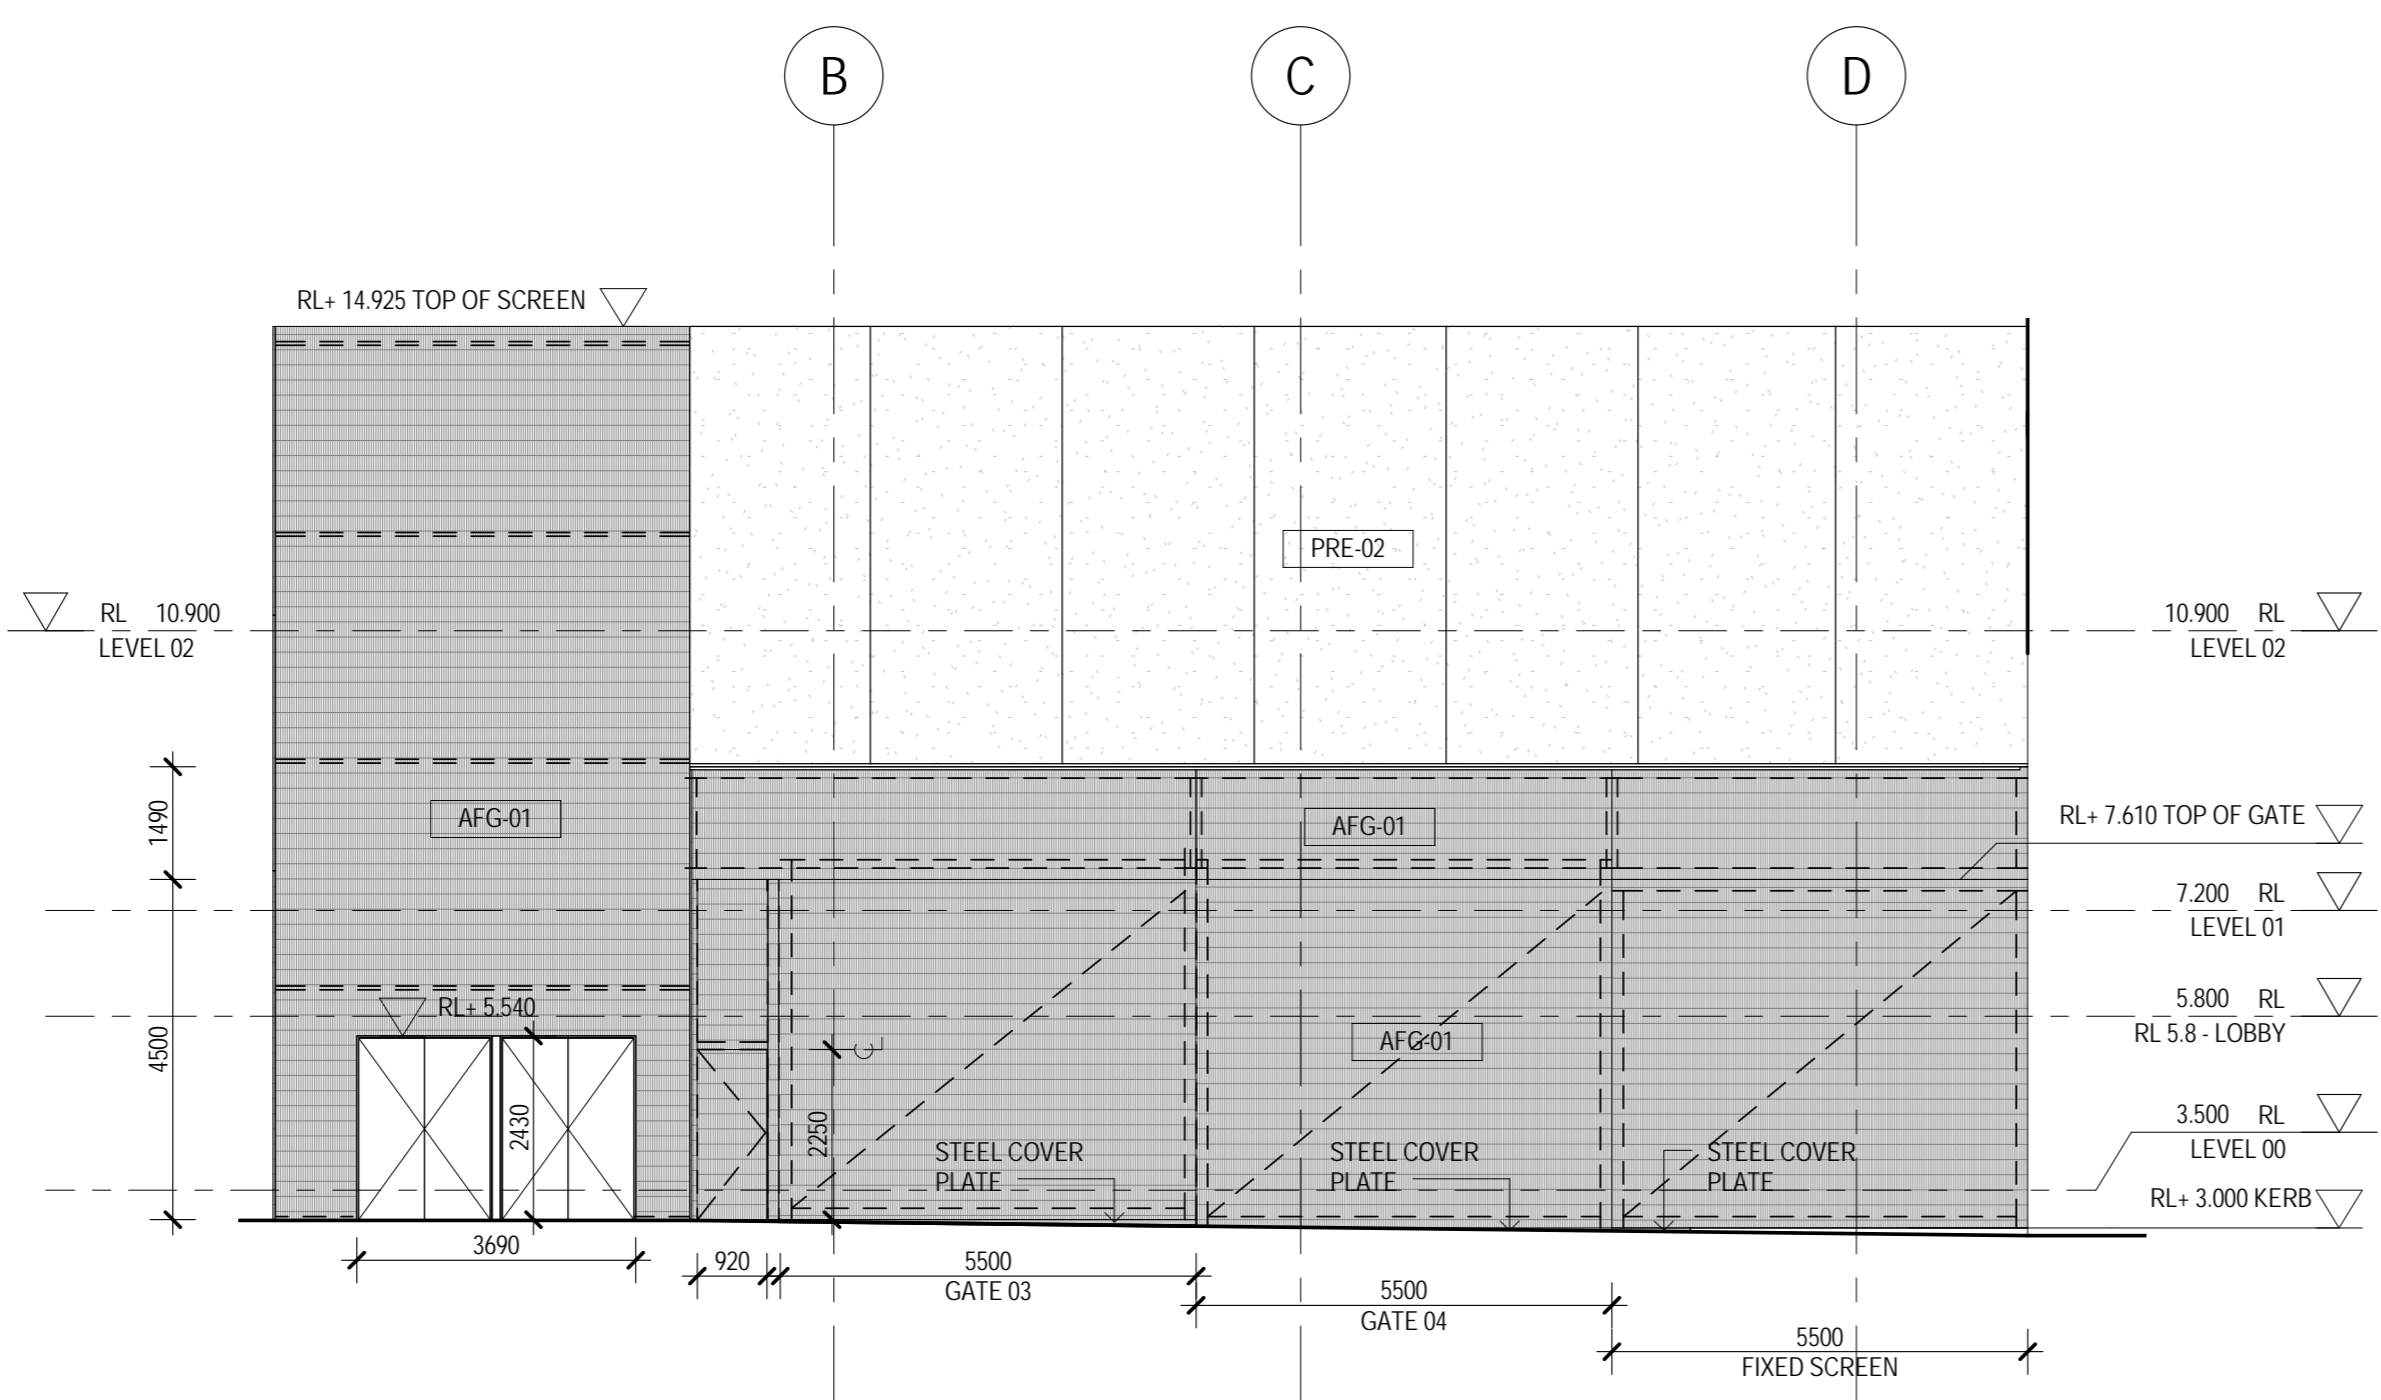 B
C
D
RL+ 14.925 TOP OF SCREEN
PRE-02
RL 10.900
LEVEL 02
10.900 RL
LEVEL 02
1490
AFG-01
AFG-01
RL+ 7.610 TOP OF GATE
7.200 RL
LEVEL 01
RL+ 5.540
5.800 RL
RL 5.8 - LOBBY
4500
AFG-01
2430
2250
3.500 RL
LEVEL 00
STEEL COVER
PLATE
STEEL COVER
PLATE
STEEL COVER
PLATE
RL+ 3.000 KERB
3690
920
5500
GATE 03
5500
GATE 04
5500
FIXED SCREEN